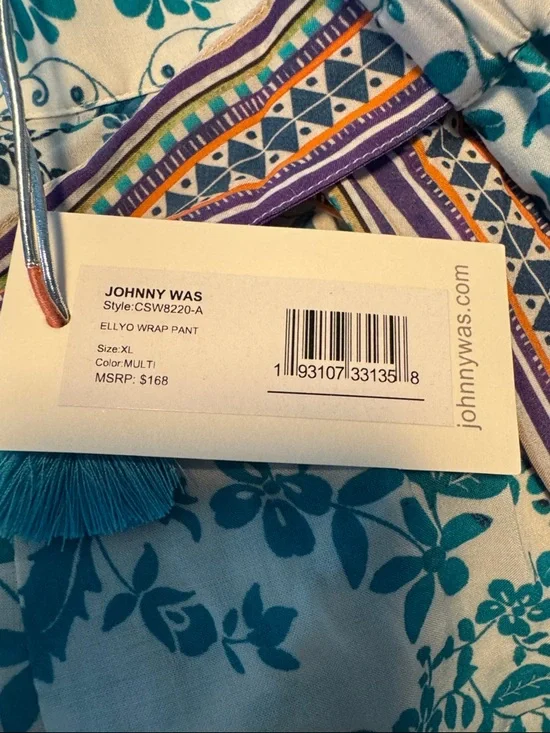 JOHNNY WAS
Style:CSW8220-A
ELLYO WRAP PANT
Size:XL
Color:MULTI
MSRP: $168
1 93107 33135 8
johnnywas.com